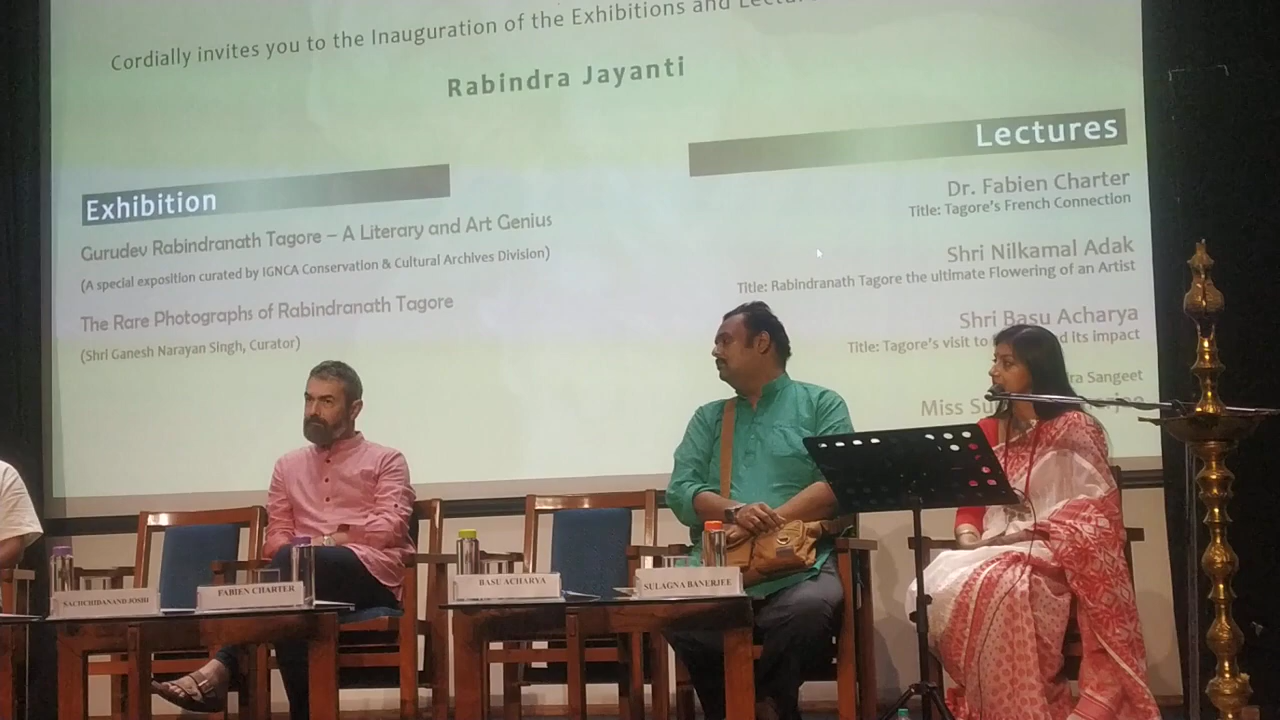 Cordially invites you to the Inauguration of the Exhibitions and
Rabindra Jayanti
Exhibition
Gurudev Rabindranath Tagore – A Literary and Art Genius
(A special exposition curated by IGNCA Conservation & Cultural Archives Division)
The Rare Photographs of Rabindranath Tagore
(Shri Ganesh Narayan Singh, Curator)
Lectures
Dr. Fabien Charter
Title: Tagore's French Connection
Shri Nilkamal Adak
Title: Rabindranath Tagore the ultimate Flowering of an Artist
Shri Basu Acharya
Title: Tagore's visit to its impact
Sangeet
Miss
SACHCHIDANAND JOSHI
FABIEN CHARTER
BASU ACHARYA
SULAGNA BANERJEE